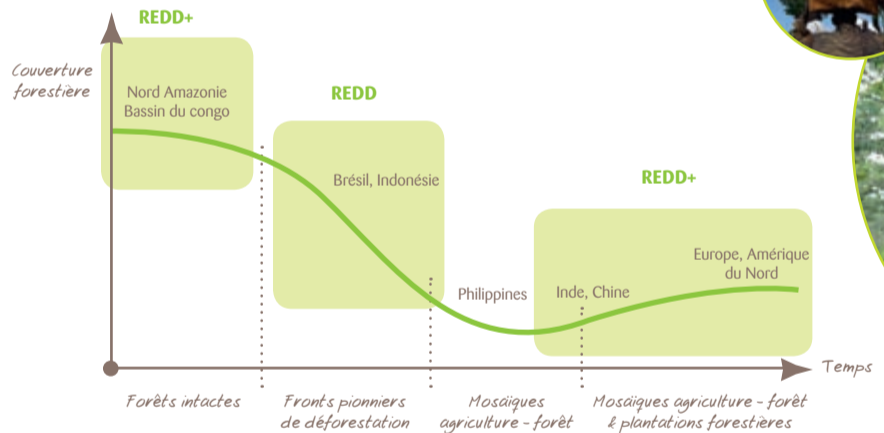 REDD+
Couverture
forestière
Nord Amazonie
Bassin du congo
REDD
Brésil, Indonésie
REDD+
Europe, Amérique
du Nord
Philippines
Inde, Chine
Temps
Forêts intactes
Fronts pionniers
de déforestation
Mosaïques
agriculture - forêt
Mosaïques agriculture - forêt
& plantations forestières